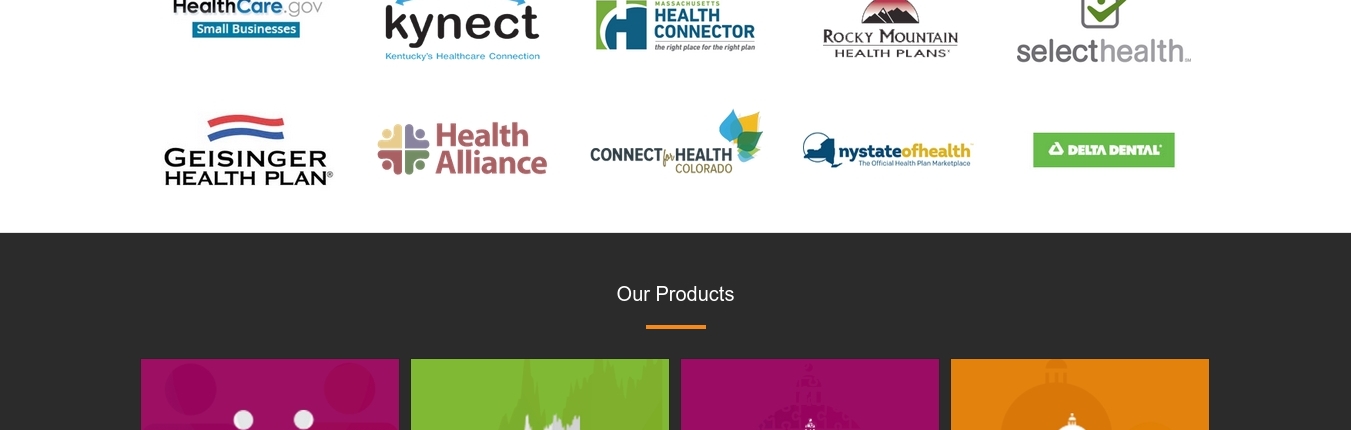 HealthCare.gov
Small Businesses
kynect
Kentucky's Healthcare Connection
MASSACHUSETTS
HEALTH
CONNECTOR
the right place for the right plan
ROCKY MOUNTAIN
HEALTH PLANS®
selecthealth℠
GEISINGER
HEALTH PLAN®
Health
Alliance
CONNECT for HEALTH
COLORADO
nystateofhealth™
The Official Health Plan Marketplace
DELTA DENTAL®
Our Products